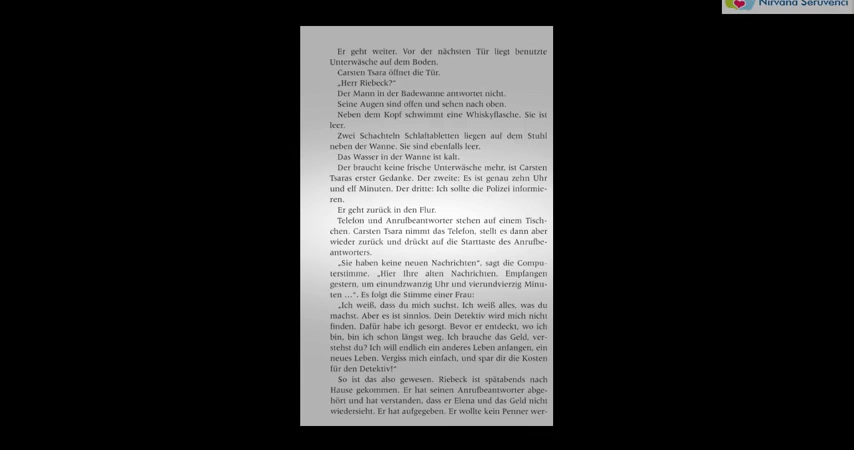 Nirvana Serüvenci
Er geht weiter. Vor der nächsten Tür liegt benutzte
Unterwäsche auf dem Boden.
Carsten Tsara öffnet die Tür.
„Herr Riebeck?“
Der Mann in der Badewanne antwortet nicht.
Seine Augen sind offen und sehen nach oben.
Neben dem Kopf schwimmt eine Whiskyflasche. Sie ist
leer.
Zwei Schachteln Schlaftabletten liegen auf dem Stuhl
neben der Wanne. Sie sind ebenfalls leer.
Das Wasser in der Wanne ist kalt.
Der braucht keine frische Unterwäsche mehr, ist Carsten
Tsaras erster Gedanke. Der zweite: Es ist genau zehn Uhr
und elf Minuten. Der dritte: Ich sollte die Polizei informie-
ren.
Er geht zurück in den Flur.
Telefon und Anrufbeantworter stehen auf einem Tisch-
chen. Carsten Tsara nimmt das Telefon, stellt es dann aber
wieder zurück und drückt auf die Starttaste des Anrufbe-
antworters.
„Sie haben keine neuen Nachrichten“, sagt die Compu-
terstimme. „Hier Ihre alten Nachrichten. Empfangen
gestern, um einundzwanzig Uhr und vierundvierzig Minu-
ten ...“. Es folgt die Stimme einer Frau:
„Ich weiß, dass du mich suchst. Ich weiß alles, was du
machst. Aber es ist sinnlos. Dein Detektiv wird mich nicht
finden. Dafür habe ich gesorgt. Bevor er entdeckt, wo ich
bin, bin ich schon längst weg. Ich brauche das Geld, ver-
stehst du? Ich will endlich ein anderes Leben anfangen, ein
neues Leben. Vergiss mich einfach, und spar dir die Kosten
für den Detektiv!“
So ist das also gewesen. Riebeck ist spätabends nach
Hause gekommen. Er hat seinen Anrufbeantworter abge-
hört und hat verstanden, dass er Elena und das Geld nicht
wiedersieht. Er hat aufgegeben. Er wollte kein Penner wer-